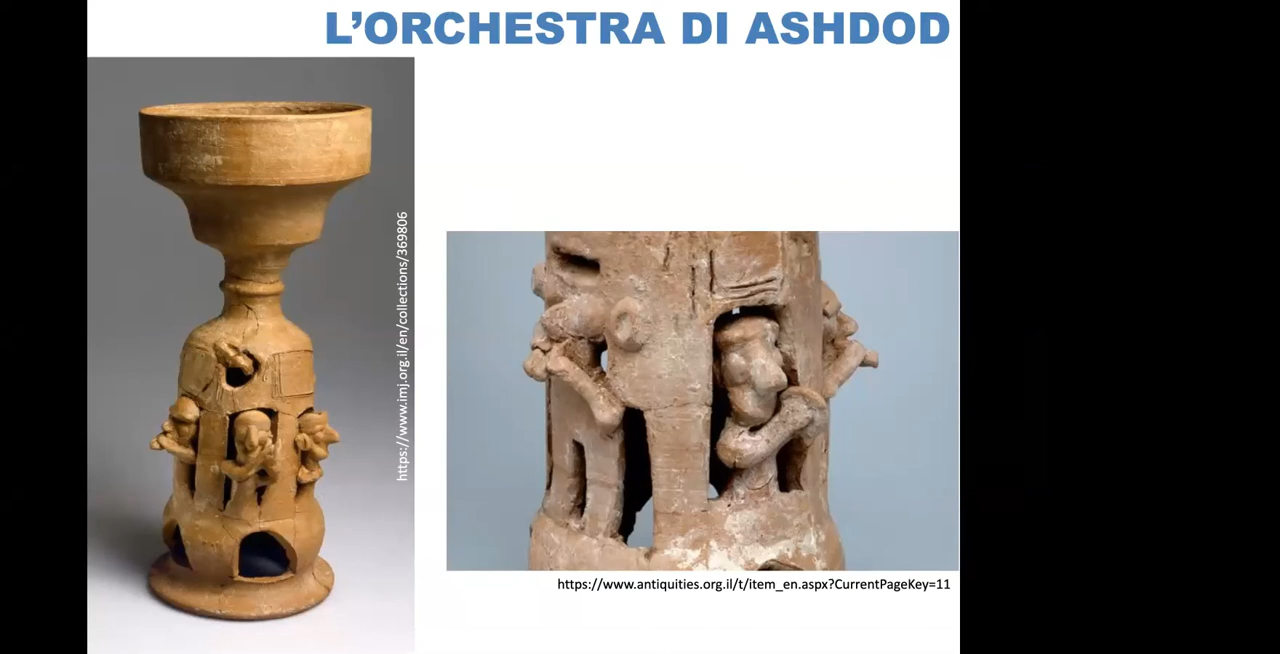 L’ORCHESTRA DI ASHDOD
https://www.imj.org.il/en/collections/369806
https://www.antiquities.org.il/t/item_en.aspx?CurrentPageKey=11